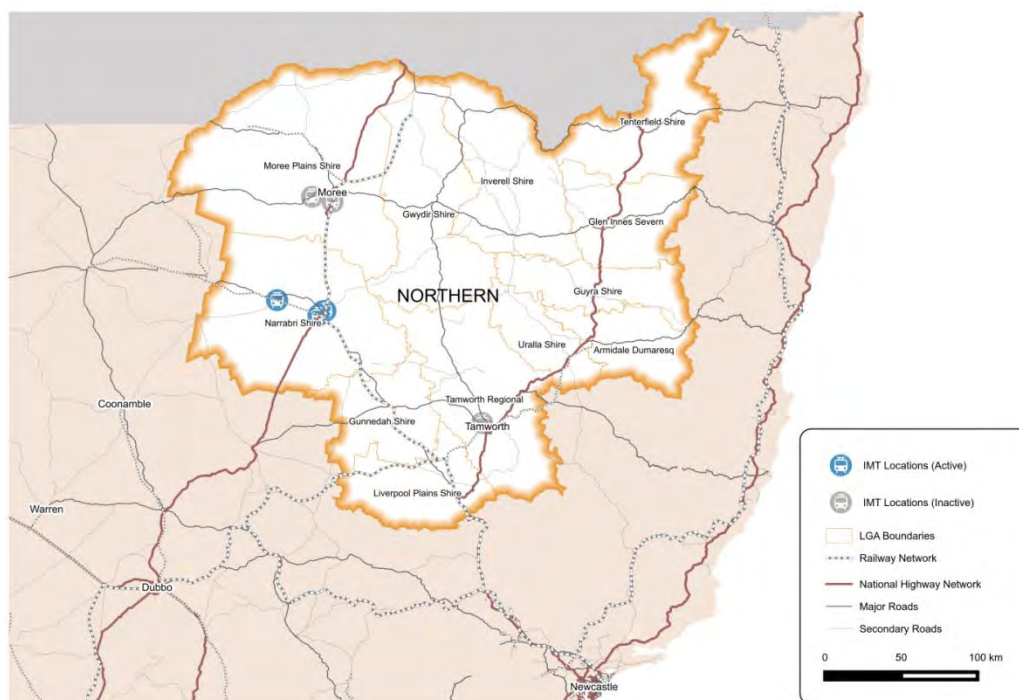 Tenterfield Shire
Moree Plains Shire
Moree
Inverell Shire
Gwydir Shire
Glen Innes Severn
NORTHERN
Guyra Shire
Narrabri Shire
Uralla Shire
Armidale Dumaresq
Coonamble
Tamworth Regional
Gunnedah Shire
Tamworth
Liverpool Plains Shire
Warren
Dubbo
Newcastle
IMT Locations (Active)
IMT Locations (Inactive)
LGA Boundaries
Railway Network
National Highway Network
Major Roads
Secondary Roads
0 50 100 km